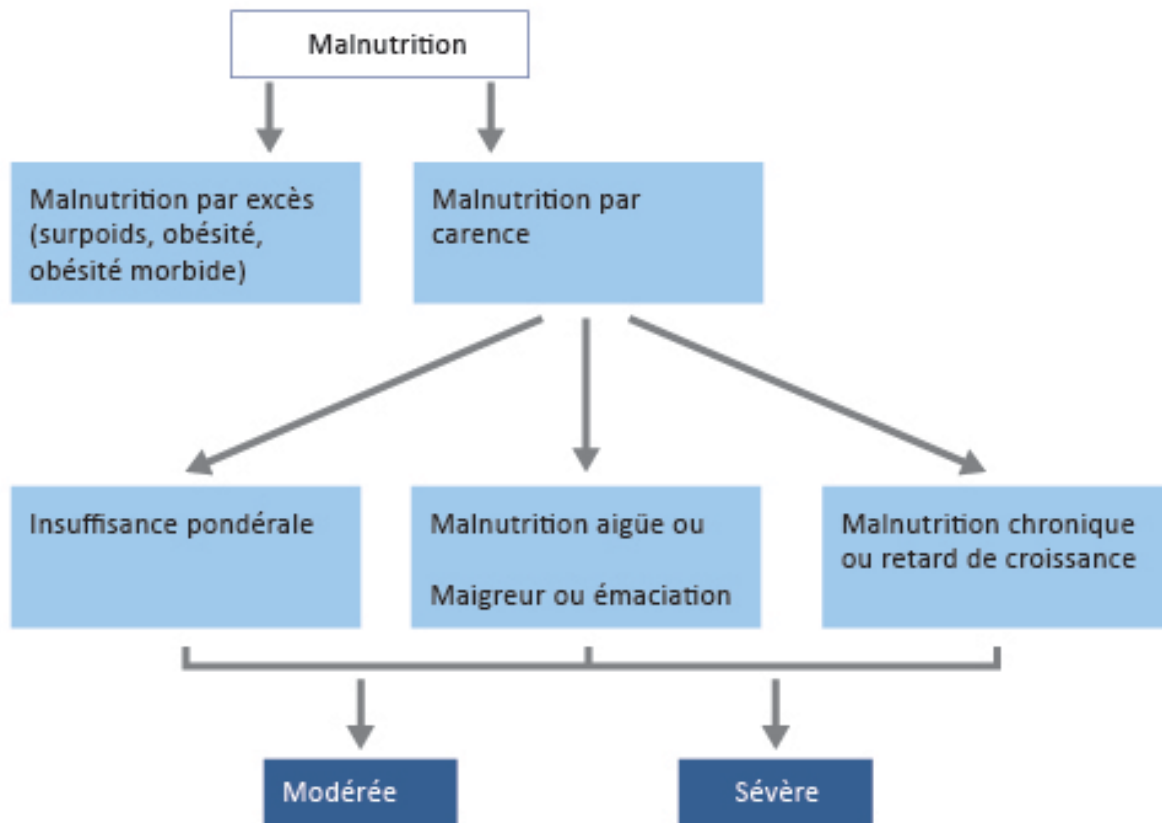 Malnutrition
Malnutrition par excès
(surpoids, obésité,
obésité morbide)
Malnutrition par
carence
Insuffisance pondérale
Malnutrition aigüe ou
Maigreur ou émaciation
Malnutrition chronique
ou retard de croissance
Modérée
Sévère